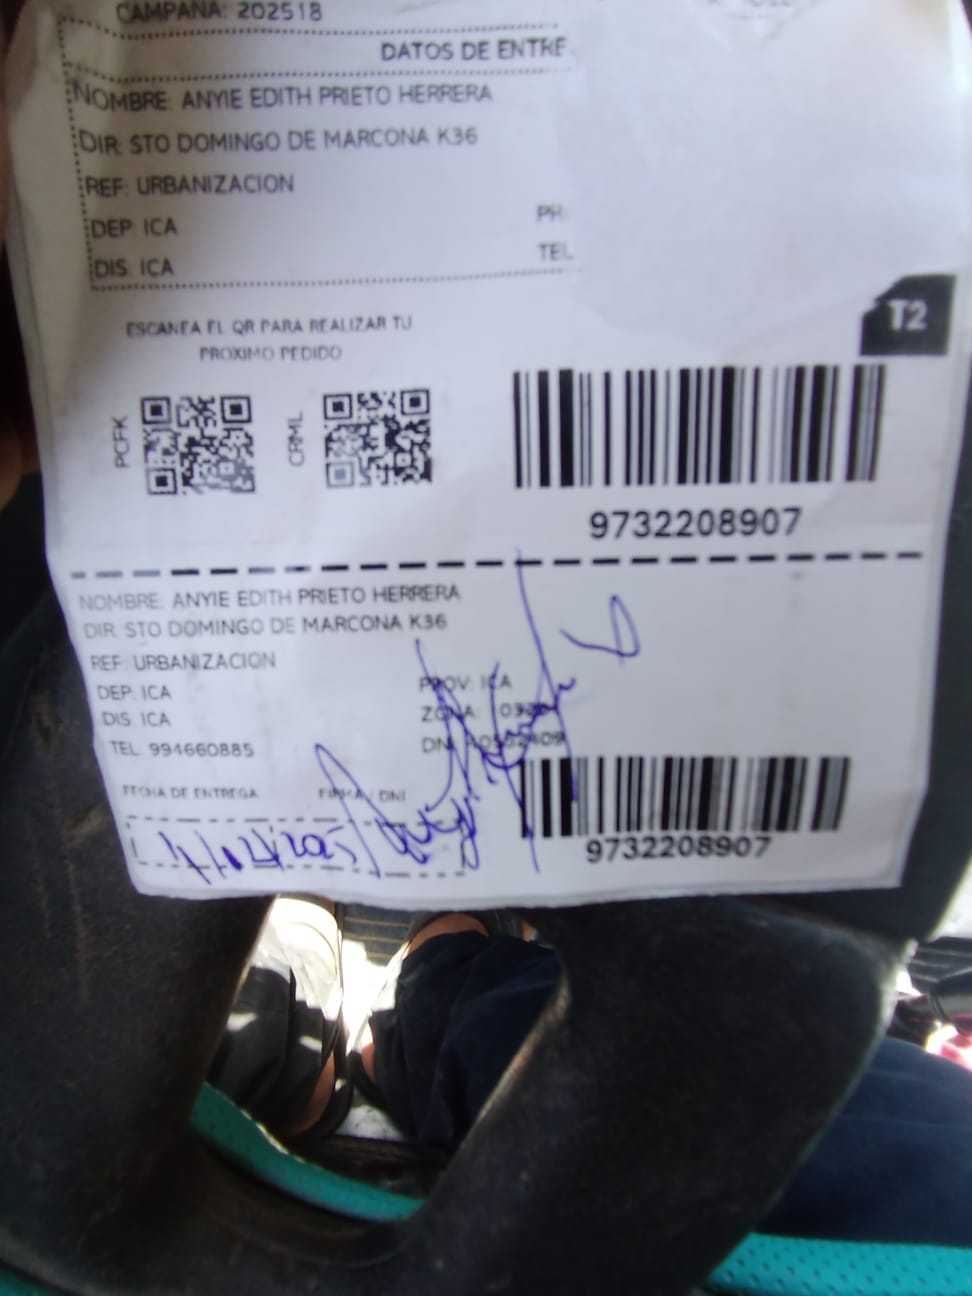 CAMPAÑA: 202518
DATOS DE ENTRE
NOMBRE: ANYIE EDITH PRIETO HERRERA
DIR: STO DOMINGO DE MARCONA K36
REF: URBANIZACION
DEP: ICA
PR
DIS: ICA
TEL
T2
ESCANEA EL QR PARA REALIZAR TU
PROXIMO PEDIDO
PCFK
CRML
9732208907
NOMBRE: ANYIE EDITH PRIETO HERRERA
DIR: STO DOMINGO DE MARCONA K36
REF: URBANIZACION
DEP: ICA
PROV: ICA
DIS: ICA
ZONA:
TEL: 994660885
DNI
FECHA DE ENTREGA
FIRMA / DNI
9732208907